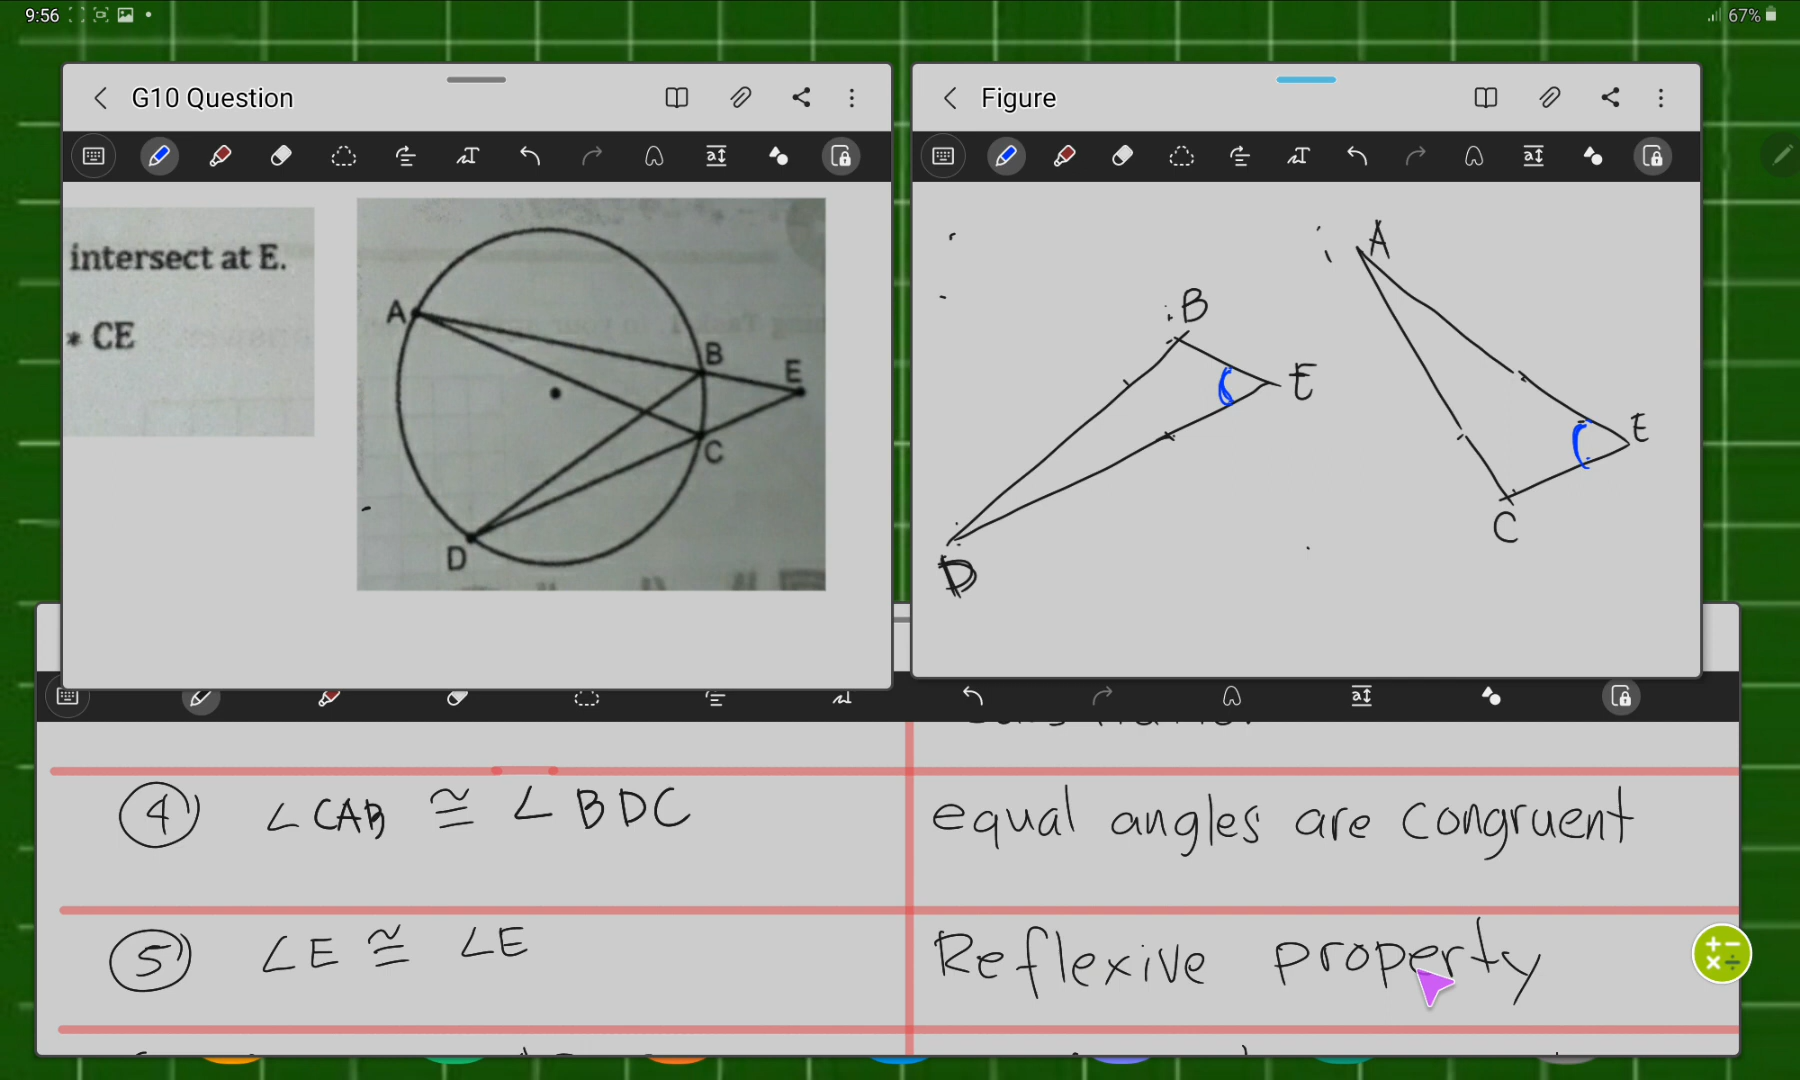 9:56
67%
G10 Question
intersect at E.
* CE
A
B
E
C
D
Figure
A
B
E
E
C
D
④ ∠CAB ≅ ∠BDC
equal angles are congruent
⑤ ∠E ≅ ∠E
Reflexive property